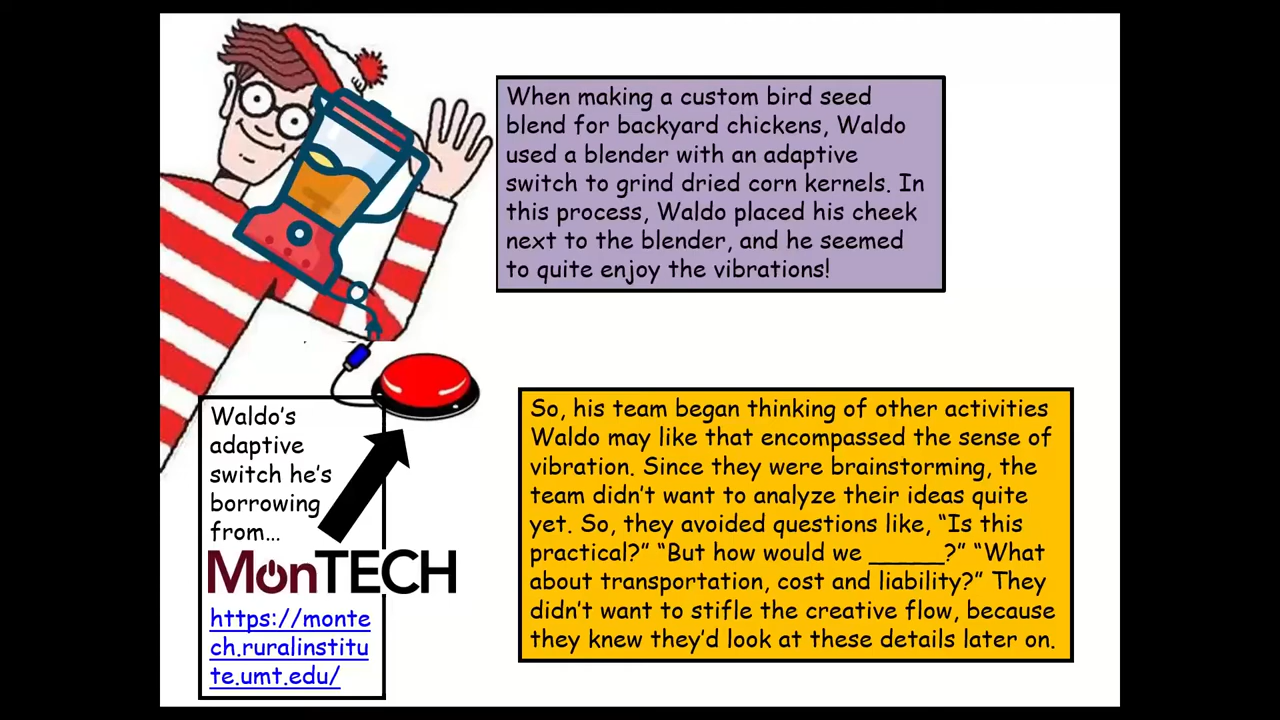 When making a custom bird seed
blend for backyard chickens, Waldo
used a blender with an adaptive
switch to grind dried corn kernels. In
this process, Waldo placed his cheek
next to the blender, and he seemed
to quite enjoy the vibrations!
Waldo's
adaptive
switch he's
borrowing
from...
MonTECH
https://monte
ch.ruralinstitu
te.umt.edu/
So, his team began thinking of other activities
Waldo may like that encompassed the sense of
vibration. Since they were brainstorming, the
team didn't want to analyze their ideas quite
yet. So, they avoided questions like, “Is this
practical?” “But how would we _____?” “What
about transportation, cost and liability?” They
didn't want to stifle the creative flow, because
they knew they'd look at these details later on.